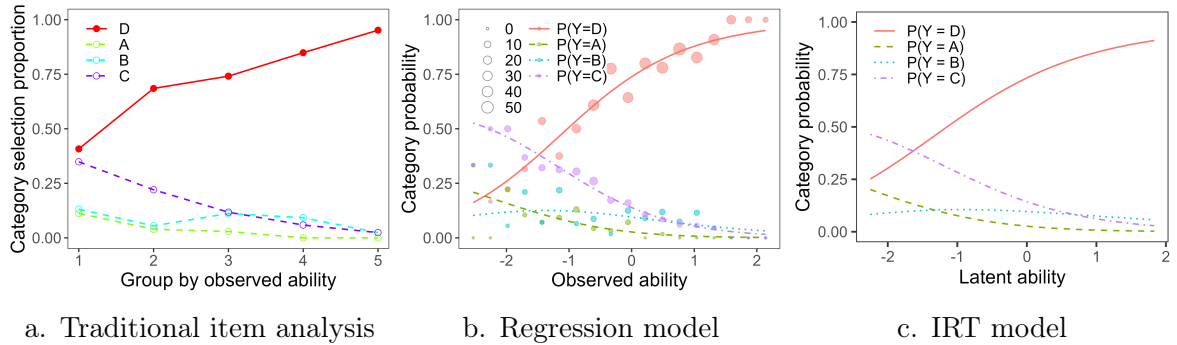 Category selection proportion
1.00
0.75
0.50
0.25
0.00
D
A
B
C
1 2 3 4 5
Group by observed ability
a. Traditional item analysis
Category probability
1.00
0.75
0.50
0.25
0.00
0
10
20
30
40
50
P(Y=D)
P(Y=A)
P(Y=B)
P(Y=C)
-2 -1 0 1 2
Observed ability
b. Regression model
Category probability
1.00
0.75
0.50
0.25
0.00
P(Y = D)
P(Y = A)
P(Y = B)
P(Y = C)
-2 -1 0 1 2
Latent ability
c. IRT model